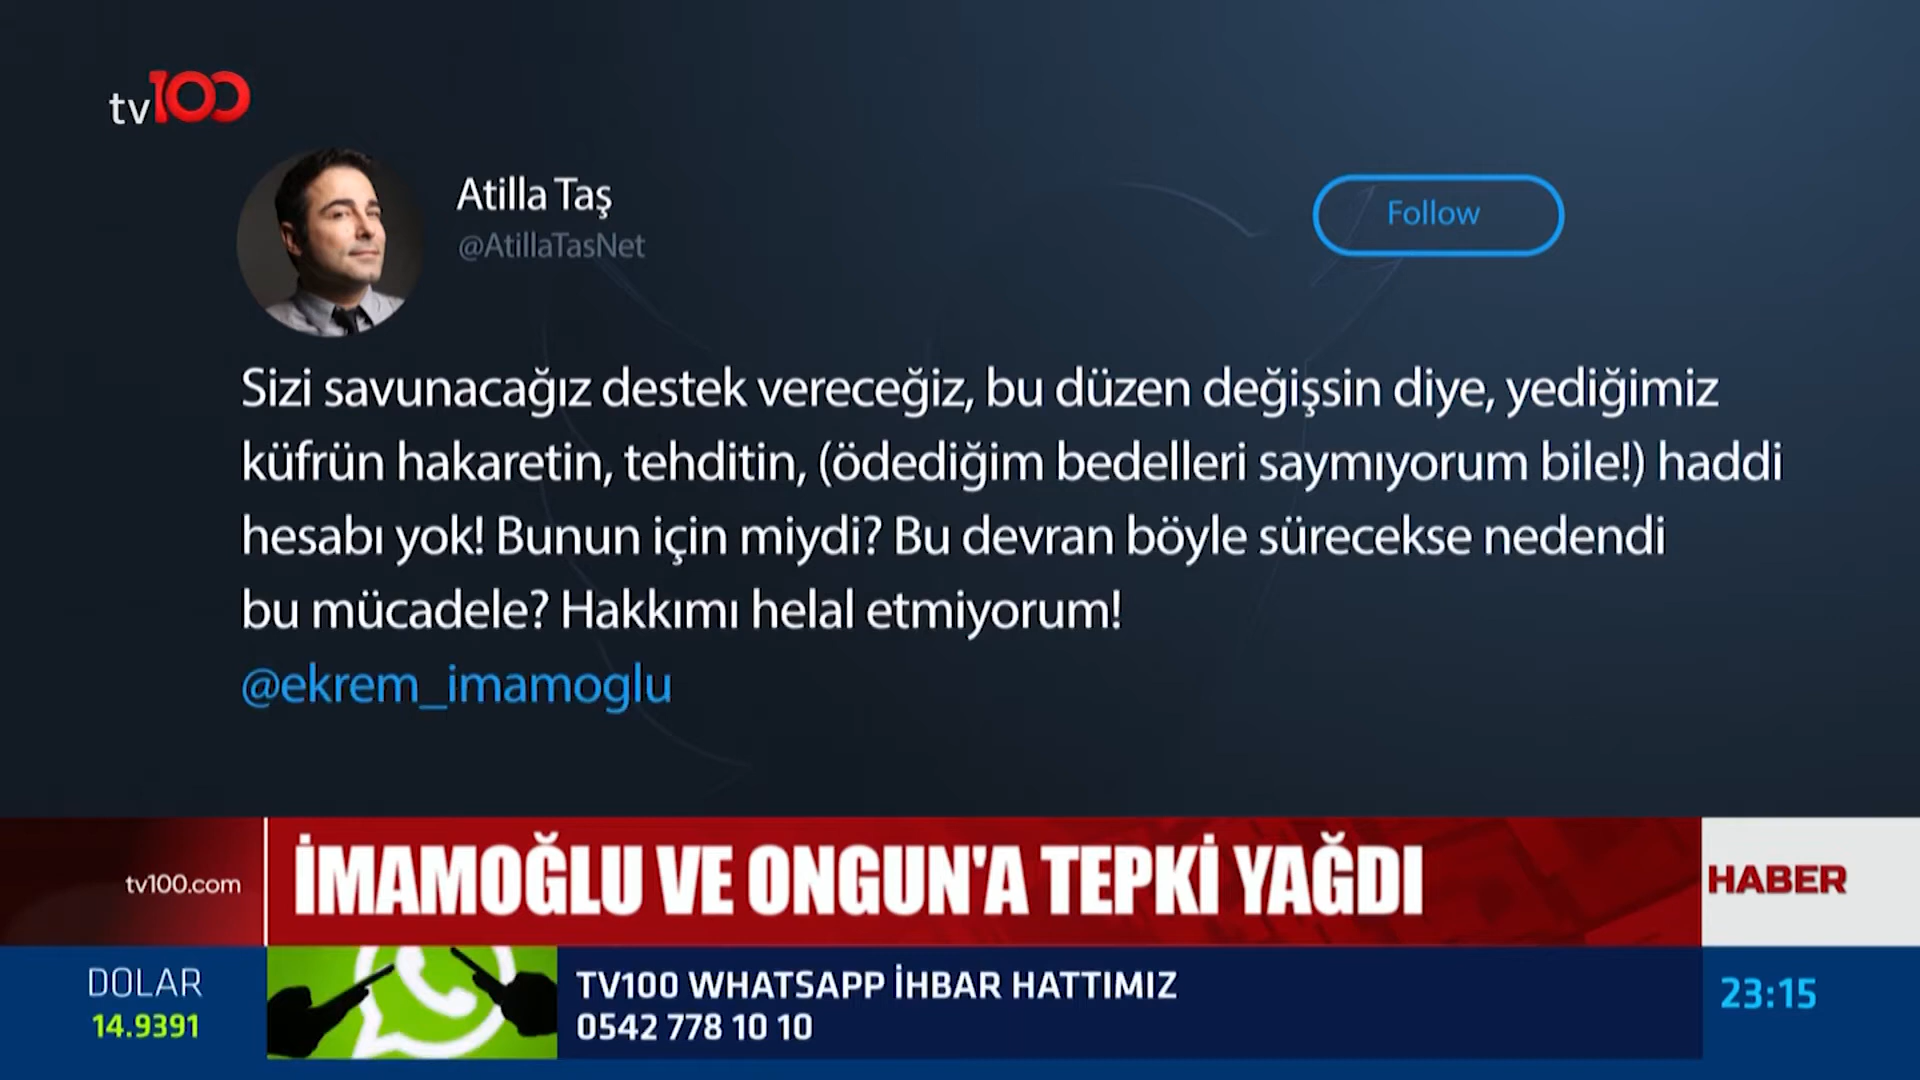 tv100
Atilla Taş
@AtillaTasNet
Follow
Sizi savunacağız destek vereceğiz, bu düzen değişsin diye, yediğimiz
küfrün hakaretin, tehditin, (ödediğim bedelleri saymıyorum bile!) haddi
hesabı yok! Bunun için miydi? Bu devran böyle sürecekse nedendi
bu mücadele? Hakkımı helal etmiyorum!
@ekrem_imamoglu
tv100.com
İMAMOĞLU VE ONGUN'A TEPKİ YAĞDI
HABER
DOLAR
14.9391
TV100 WHATSAPP İHBAR HATTIMIZ
0542 778 10 10
23:15